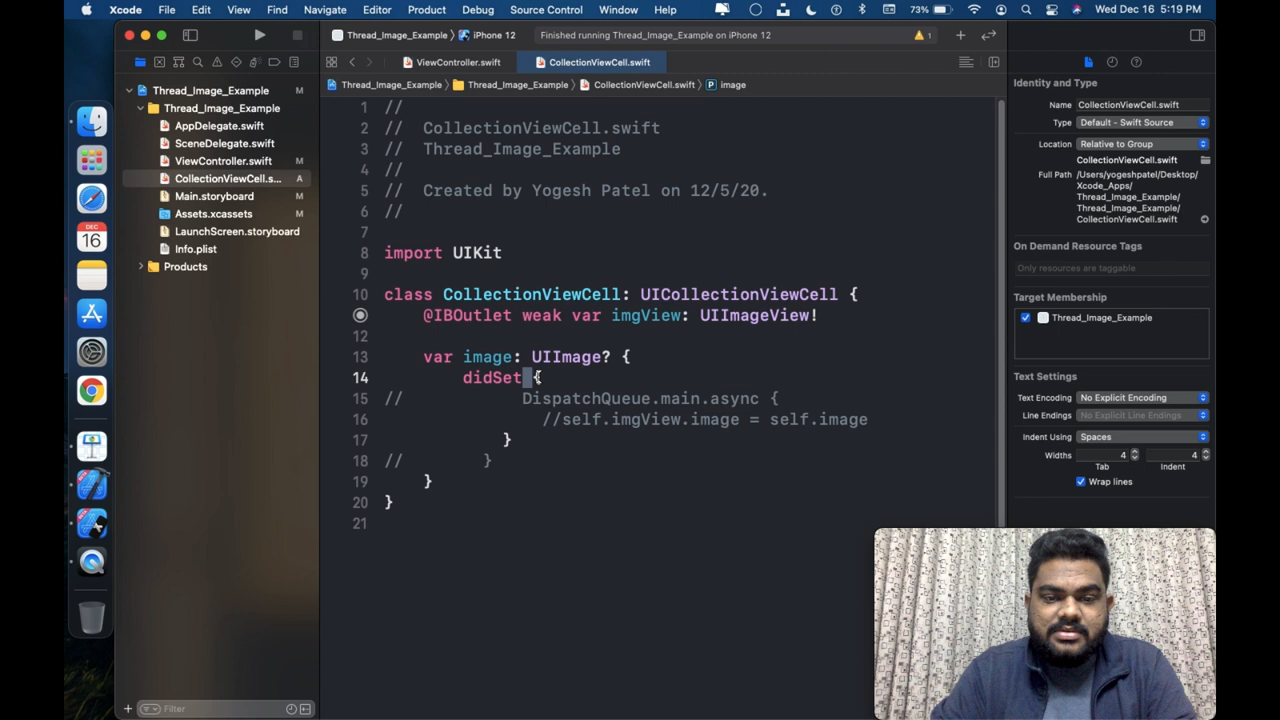 Xcode File Edit View Find Navigate Editor Product Debug Source Control Window Help 73% Wed Dec 16 5:19 PM
Thread_Image_Example iPhone 12 Finished running Thread_Image_Example on iPhone 12 1
ViewController.swift CollectionViewCell.swift
Thread_Image_Example Thread_Image_Example CollectionViewCell.swift P image
Thread_Image_Example M
Thread_Image_Example
AppDelegate.swift
SceneDelegate.swift
ViewController.swift M
CollectionViewCell.s... A
Main.storyboard M
Assets.xcassets M
LaunchScreen.storyboard
Info.plist
Products
Filter
DEC
16
1 //
2 // CollectionViewCell.swift
3 // Thread_Image_Example
4 //
5 // Created by Yogesh Patel on 12/5/20.
6 //
7
8 import UIKit
9
10 class CollectionViewCell: UICollectionViewCell {
@IBOutlet weak var imgView: UIImageView!
12
13 var image: UIImage? {
14 didSet {
15 // DispatchQueue.main.async {
16 //self.imgView.image = self.image
17 }
18 // }
19 }
20 }
21
Identity and Type
Name CollectionViewCell.swift
Type Default - Swift Source
Location Relative to Group
CollectionViewCell.swift
Full Path /Users/yogeshpatel/Desktop/
Xcode_Apps/
Thread_Image_Example/
Thread_Image_Example/
CollectionViewCell.swift
On Demand Resource Tags
Only resources are taggable
Target Membership
Thread_Image_Example
Text Settings
Text Encoding No Explicit Encoding
Line Endings No Explicit Line Endings
Indent Using Spaces
Widths 4 4
Tab Indent
Wrap lines